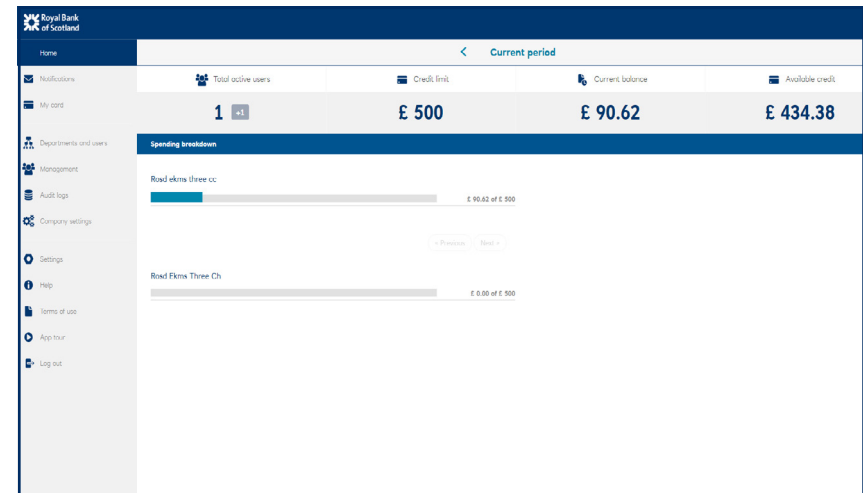 Royal Bank
of Scotland
Home
Current period
Notifications
My card
Departments and users
Management
Audit logs
Company settings
Settings
Help
Terms of use
App tour
Log out
Total active users
Credit limit
Current balance
Available credit
1 +1
£ 500
£ 90.62
£ 434.38
Spending breakdown
Rosd ekms three cc
£ 90.62 of £ 500
< Previous Next >
Rosd Ekms Three Ch
£ 0.00 of £ 500